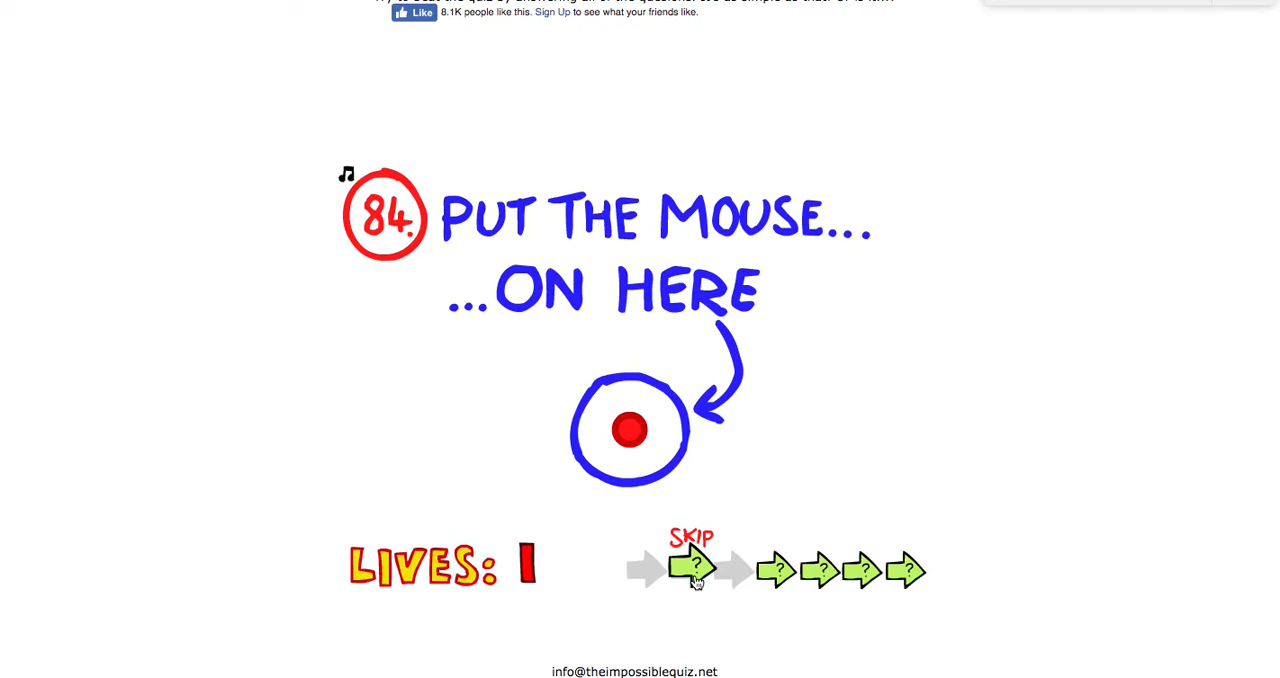 Like 8.1K people like this. Sign Up to see what your friends like.
84. PUT THE MOUSE...
...ON HERE
SKIP
LIVES: 1
? ? ? ? ?
info@theimpossiblequiz.net